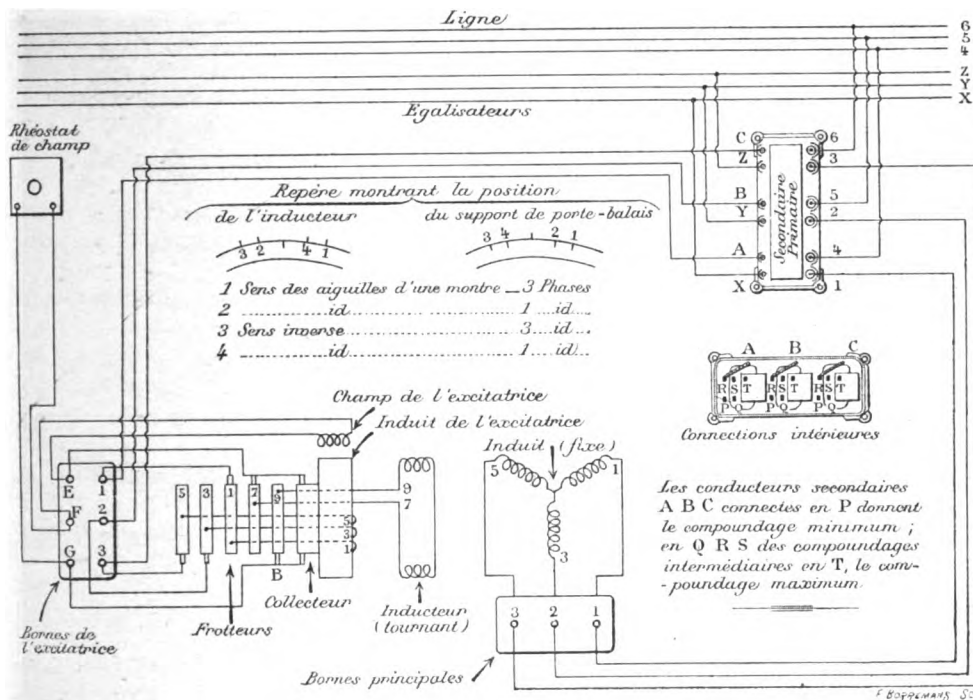 Ligne
6
5
4
Z
Y
X
Egalisateurs
Rhéostat
de champ
C
Z
B
Y
A
X
6
3
5
2
4
1
Secondaire
Primaire
Repère montrant la position
de l'inducteur
du support de porte-balais
3 2 4 1
3 4 2 1
1 Sens des aiguilles d'une montre _ 3 Phases
2 ........ id ........ 1 ... id...
3 Sens inverse ........ 3 ... id...
4 ........ id ........ 1 ... id...
A B C
R S T R S T R S T
P Q P Q P Q
Connections intérieures
Champ de l'excitatrice
Induit de l'excitatrice
Induit (fixe)
5
1
3
E
F
G
1
2
3
5
3
1
7
9
B
5
3
1
9
7
Les conducteurs secondaires
A B C connectes en P donnent
le compoundage minimum ;
en Q R S des compoundages
intermédiaires en T, le com-
-poundage maximum
Collecteur
Frotteurs
Inducteur
(tournant)
Bornes de
l'excitatrice
3 2 1
Bornes principales
F BORREMANS SC